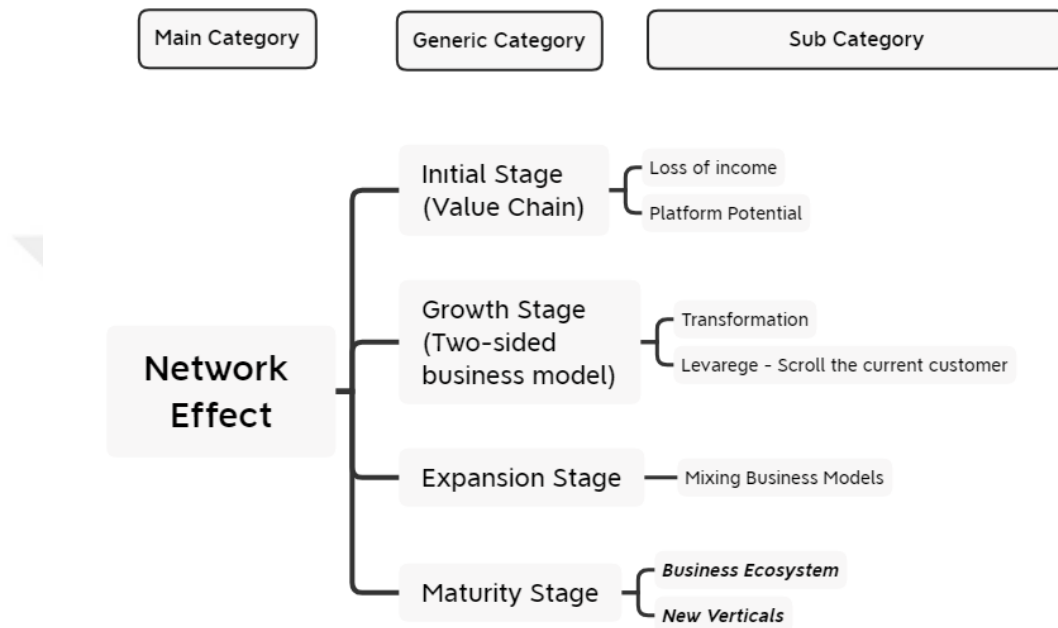 Main Category
Generic Category
Sub Category
Network
Effect
Inıtial Stage
(Value Chain)
Loss of income
Platform Potential
Growth Stage
(Two-sided
business model)
Transformation
Levarege - Scroll the current customer
Expansion Stage
Mixing Business Models
Maturity Stage
Business Ecosystem
New Verticals